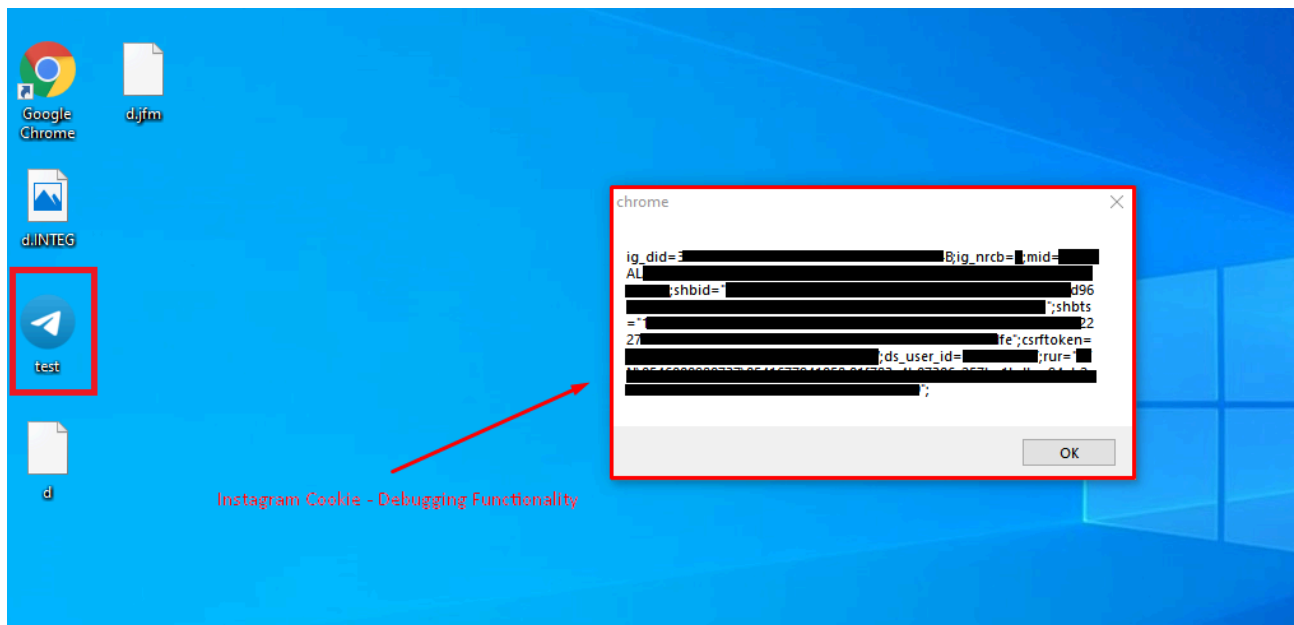 Google
Chrome
d.jfm
d.INTEG
test
d
chrome
ig_did=3 B;ig_nrcb= ;mid=
AL
;shbid=" d96
";shbts
="1 22
27 fe";csrftoken=
;ds_user_id= ;rur="
";
OK
Instagram Cookie - Debugging Functionality